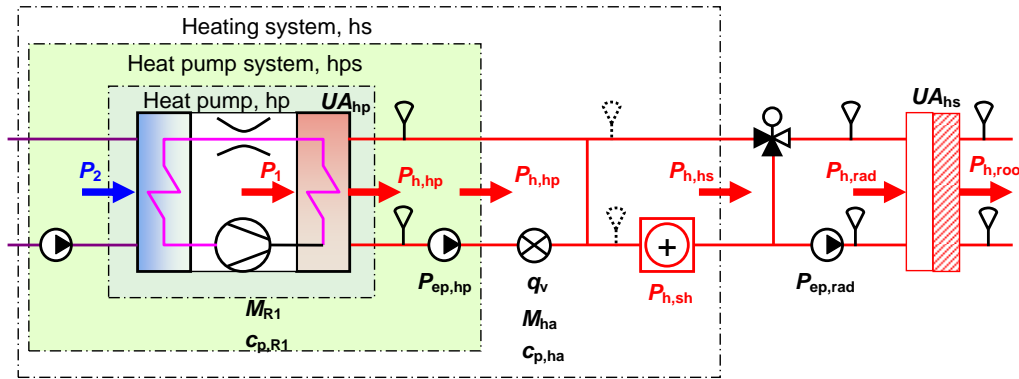 Heating system, hs
Heat pump system, hps
Heat pump, hp
UAhp
UAhs
P2
P1
Ph,hp
Ph,hp
Ph,hs
Ph,rad
Ph,roo
+
Pep,hp
qv
Ph,sh
Pep,rad
MR1
Mha
cp,R1
cp,ha